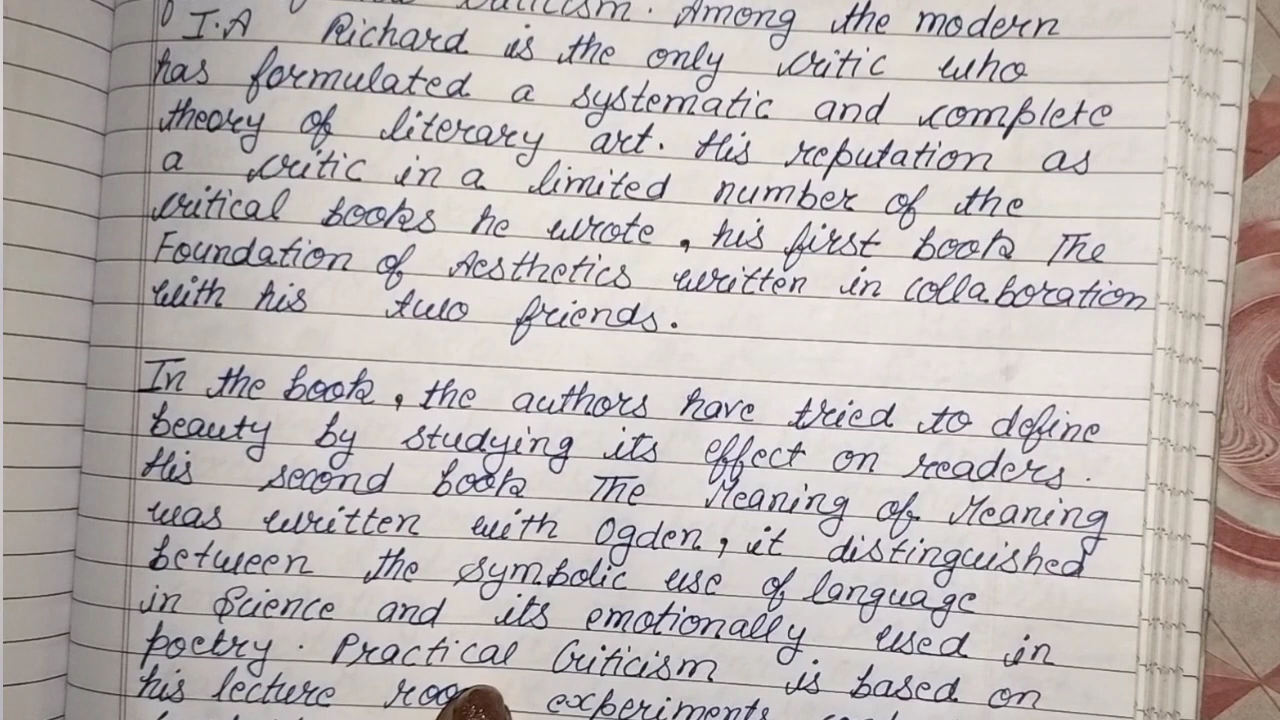 Criticism. Among the modern
I.A Richard is the only critic who
has formulated a systematic and complete
theory of literary art. His reputation as
a critic in a limited number of the
critical books he wrote, his first book The
Foundation of Aesthetics written in collaboration
with his two friends.
In the book, the authors have tried to define
beauty by studying its effect on readers.
His second book The Meaning of Meaning
was written with Ogden, it distinguished
between the symbolic use of language
in Science and its emotionally used in
poetry. Practical Criticism is based on
his lecture experiments